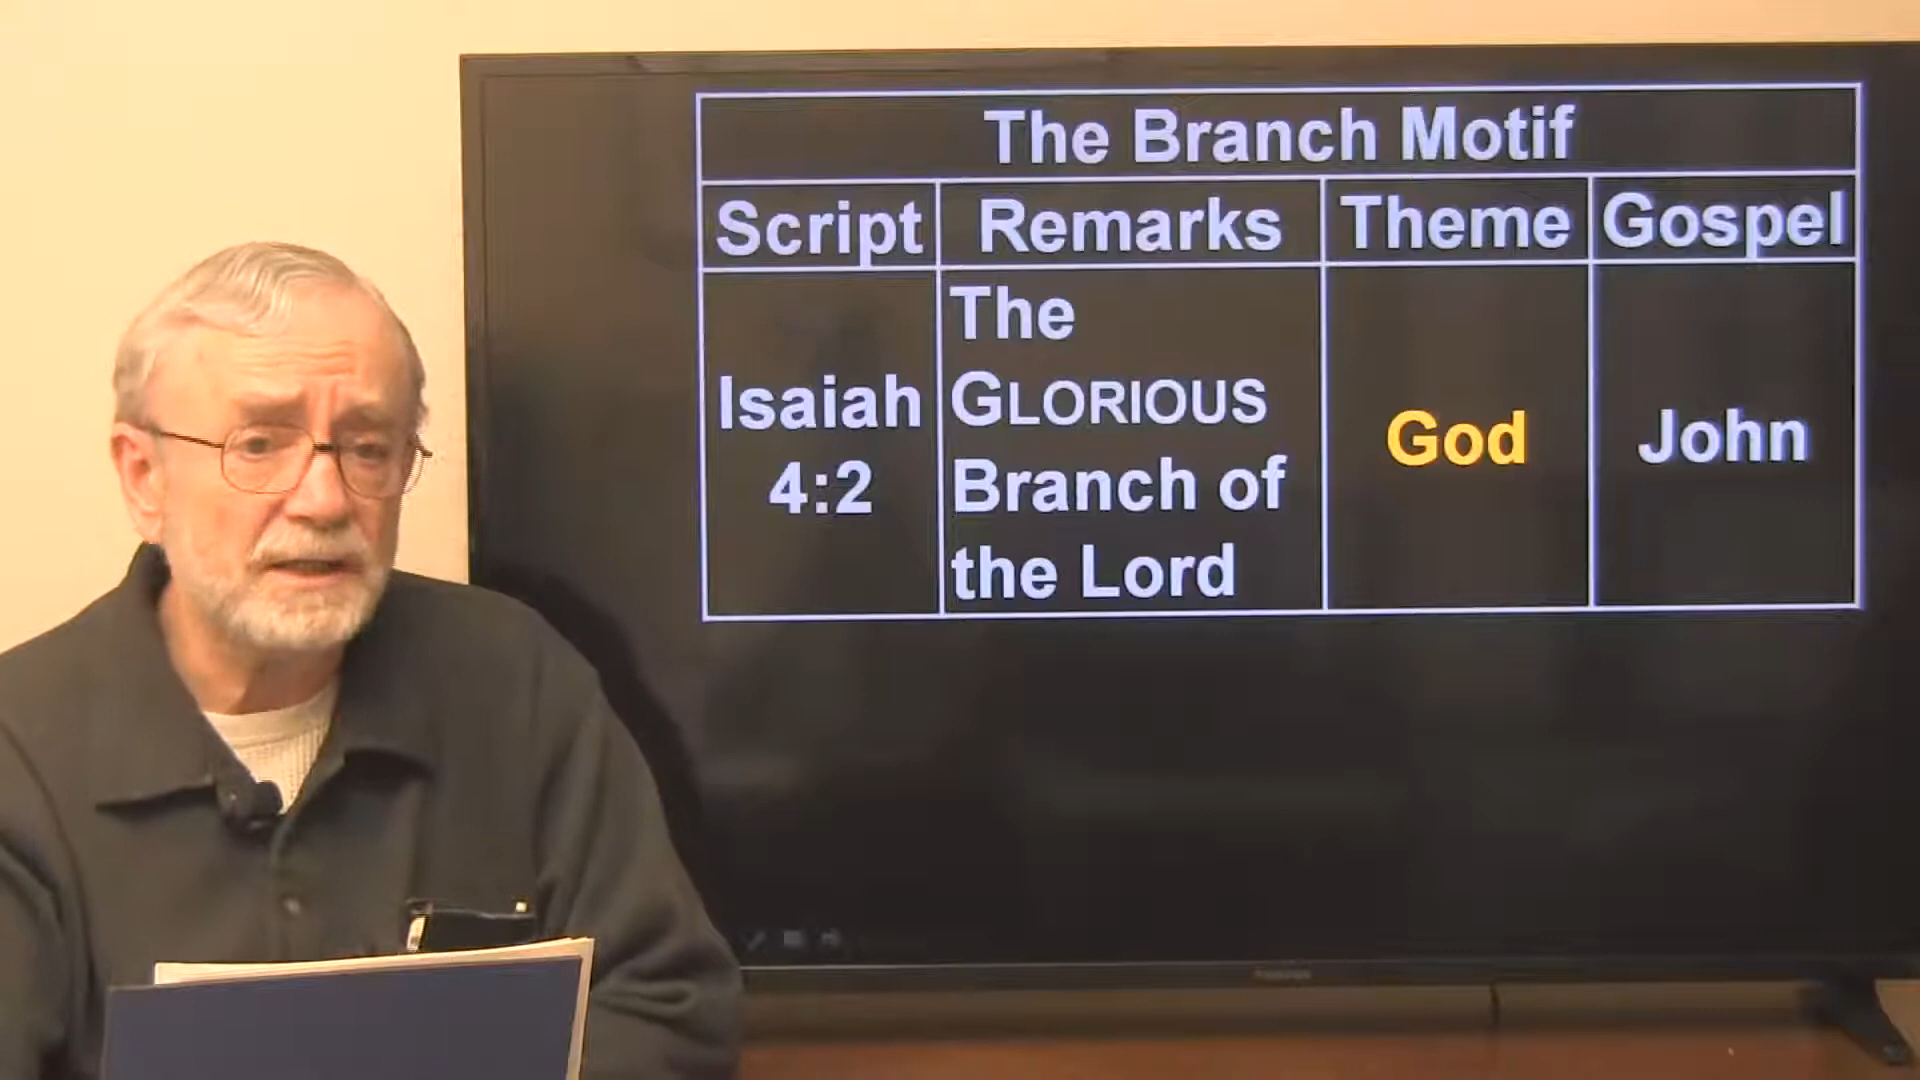 The Branch Motif
Script Remarks Theme Gospel
Isaiah 4:2
The
GLORIOUS
Branch of
the Lord
God
John